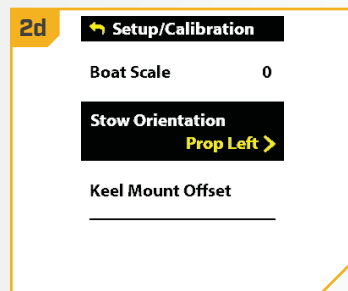 2d
Setup/Calibration
Boat Scale 0
Stow Orientation
Prop Left >
Keel Mount Offset